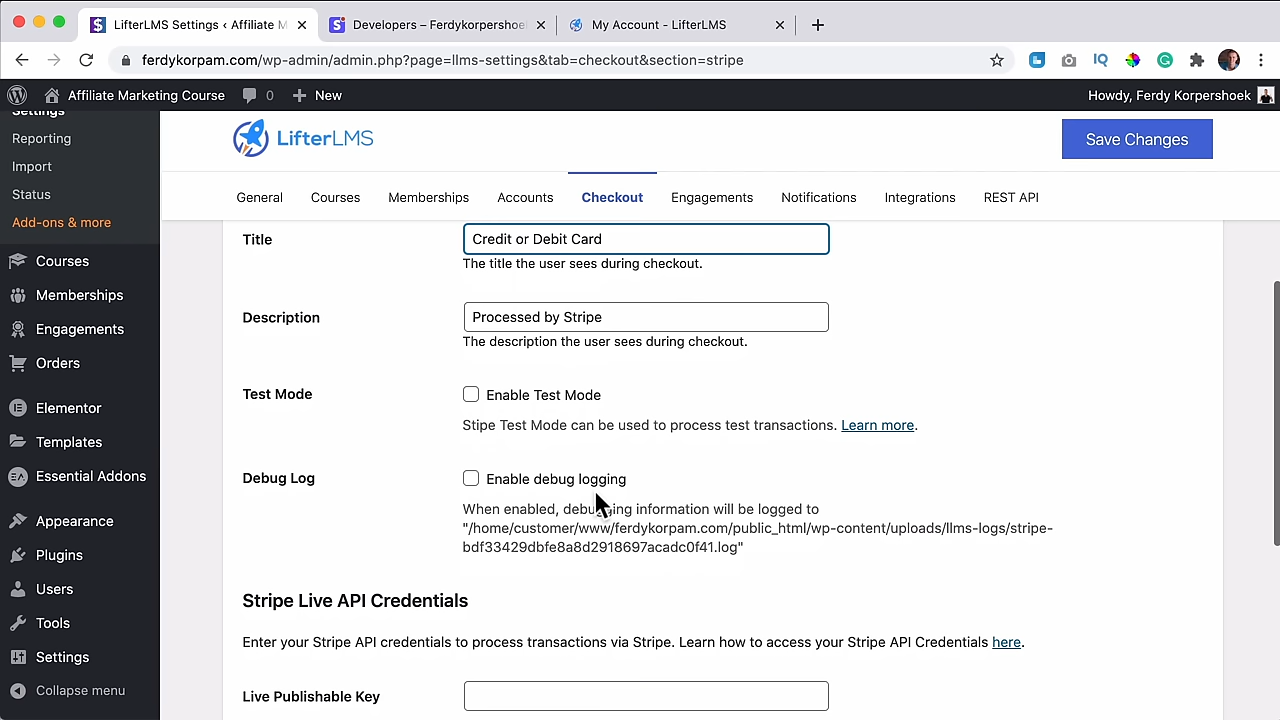 LifterLMS Settings ‹ Affiliate M
Developers – Ferdykorpershoe
My Account - LifterLMS
ferdykorpam.com/wp-admin/admin.php?page=llms-settings&tab=checkout&section=stripe
Affiliate Marketing Course
0
New
Howdy, Ferdy Korpershoek
Settings
Reporting
Import
Status
Add-ons & more
Courses
Memberships
Engagements
Orders
Elementor
Templates
Essential Addons
Appearance
Plugins
Users
Tools
Settings
Collapse menu
LifterLMS
Save Changes
General
Courses
Memberships
Accounts
Checkout
Engagements
Notifications
Integrations
REST API
Title
Credit or Debit Card
The title the user sees during checkout.
Description
Processed by Stripe
The description the user sees during checkout.
Test Mode
Enable Test Mode
Stipe Test Mode can be used to process test transactions. Learn more.
Debug Log
Enable debug logging
When enabled, debugging information will be logged to
"/home/customer/www/ferdykorpam.com/public_html/wp-content/uploads/llms-logs/stripe-
bdf33429dbfe8a8d2918697acadc0f41.log"
Stripe Live API Credentials
Enter your Stripe API credentials to process transactions via Stripe. Learn how to access your Stripe API Credentials here.
Live Publishable Key